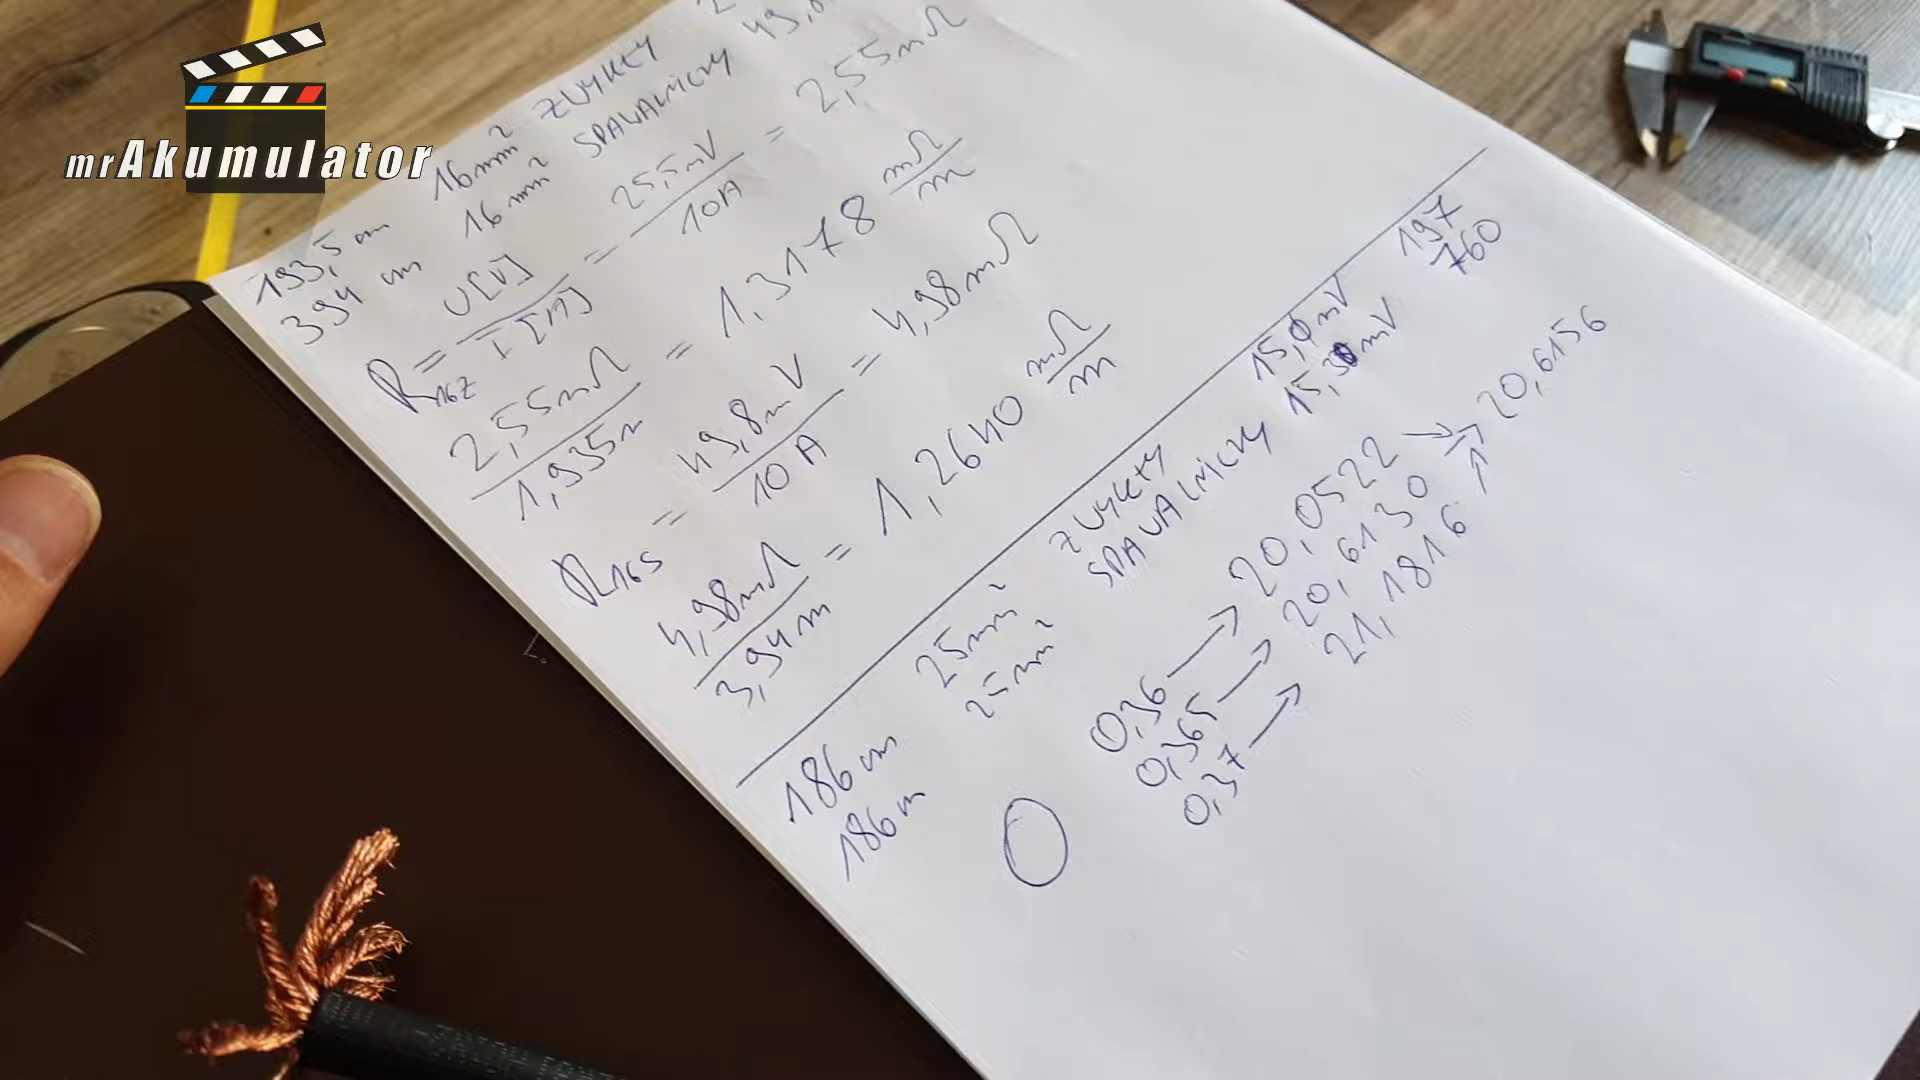 mrAkumulator
193,5 cm 16mm² ZWYKŁY
394 cm 16mm² SPAWALNICZY 49,8
R16Z = U[V] / I[A] = 25,5mV / 10A = 2,55mΩ
2,55mΩ / 1,935m = 1,3178 mΩ/m
R16S = 49,8mV / 10A = 4,98mΩ
4,98mΩ / 3,94m = 1,2640 mΩ/m
186 cm 25mm² ZWYKŁY 15,0mV 197
186 cm 25mm² SPAWALNICZY 15,30mV 760
0,36 → 20,0522 → 20,6156
0,365 → 20,6130
0,37 → 21,1816